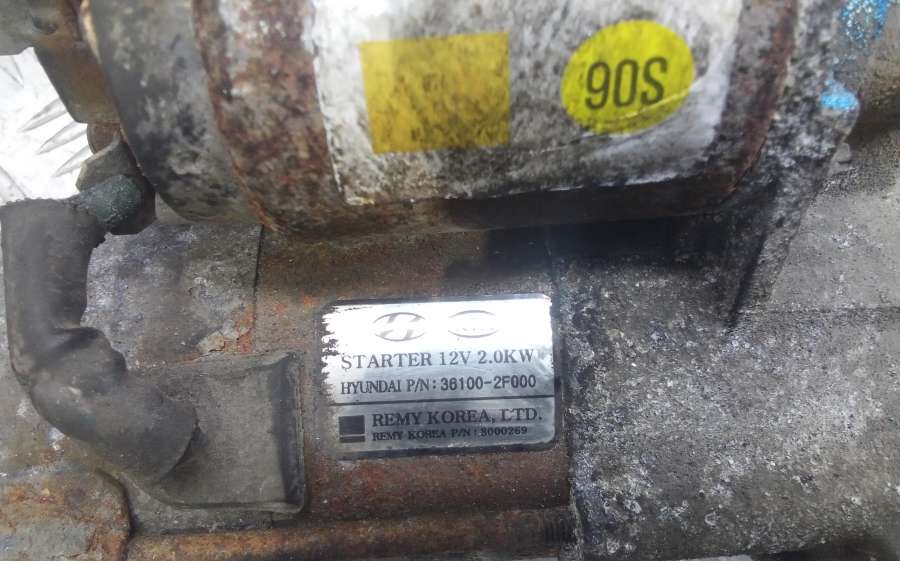 90S
STARTER 12V 2.0KW
HYUNDAI P/N: 36100-2F000
REMY KOREA, LTD.
REMY KOREA P/N: 8000269